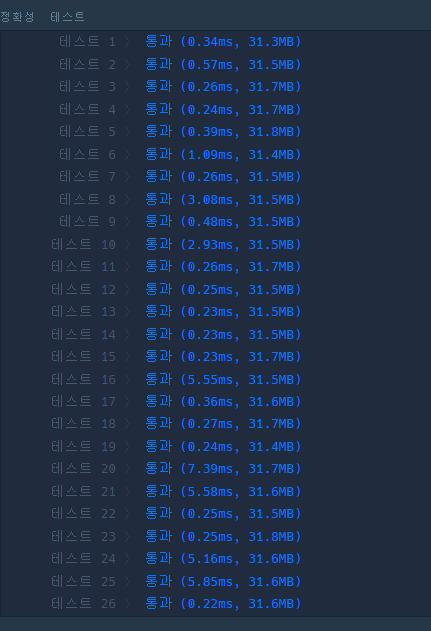 정확성 테스트
테스트 1 > 통과 (0.34ms, 31.3MB)
테스트 2 > 통과 (0.57ms, 31.5MB)
테스트 3 > 통과 (0.26ms, 31.7MB)
테스트 4 > 통과 (0.24ms, 31.7MB)
테스트 5 > 통과 (0.39ms, 31.8MB)
테스트 6 > 통과 (1.09ms, 31.4MB)
테스트 7 > 통과 (0.26ms, 31.5MB)
테스트 8 > 통과 (3.08ms, 31.5MB)
테스트 9 > 통과 (0.48ms, 31.5MB)
테스트 10 > 통과 (2.93ms, 31.5MB)
테스트 11 > 통과 (0.26ms, 31.7MB)
테스트 12 > 통과 (0.25ms, 31.5MB)
테스트 13 > 통과 (0.23ms, 31.5MB)
테스트 14 > 통과 (0.23ms, 31.5MB)
테스트 15 > 통과 (0.23ms, 31.7MB)
테스트 16 > 통과 (5.55ms, 31.5MB)
테스트 17 > 통과 (0.36ms, 31.6MB)
테스트 18 > 통과 (0.27ms, 31.7MB)
테스트 19 > 통과 (0.24ms, 31.4MB)
테스트 20 > 통과 (7.39ms, 31.7MB)
테스트 21 > 통과 (5.58ms, 31.6MB)
테스트 22 > 통과 (0.25ms, 31.5MB)
테스트 23 > 통과 (0.25ms, 31.8MB)
테스트 24 > 통과 (5.16ms, 31.6MB)
테스트 25 > 통과 (5.85ms, 31.6MB)
테스트 26 > 통과 (0.22ms, 31.6MB)